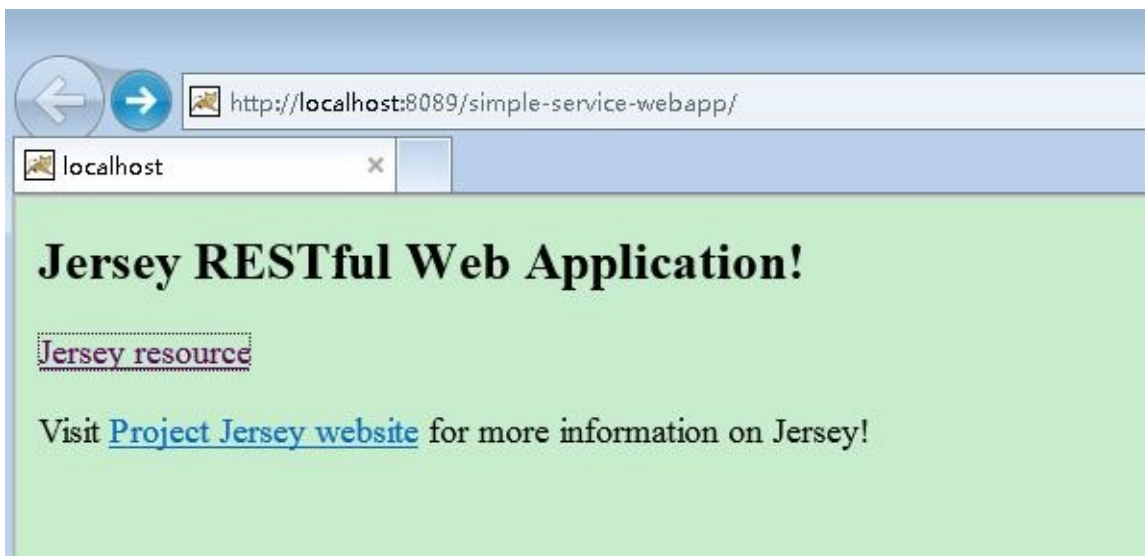 http://localhost:8089/simple-service-webapp/
localhost
Jersey RESTful Web Application!
Jersey resource
Visit Project Jersey website for more information on Jersey!